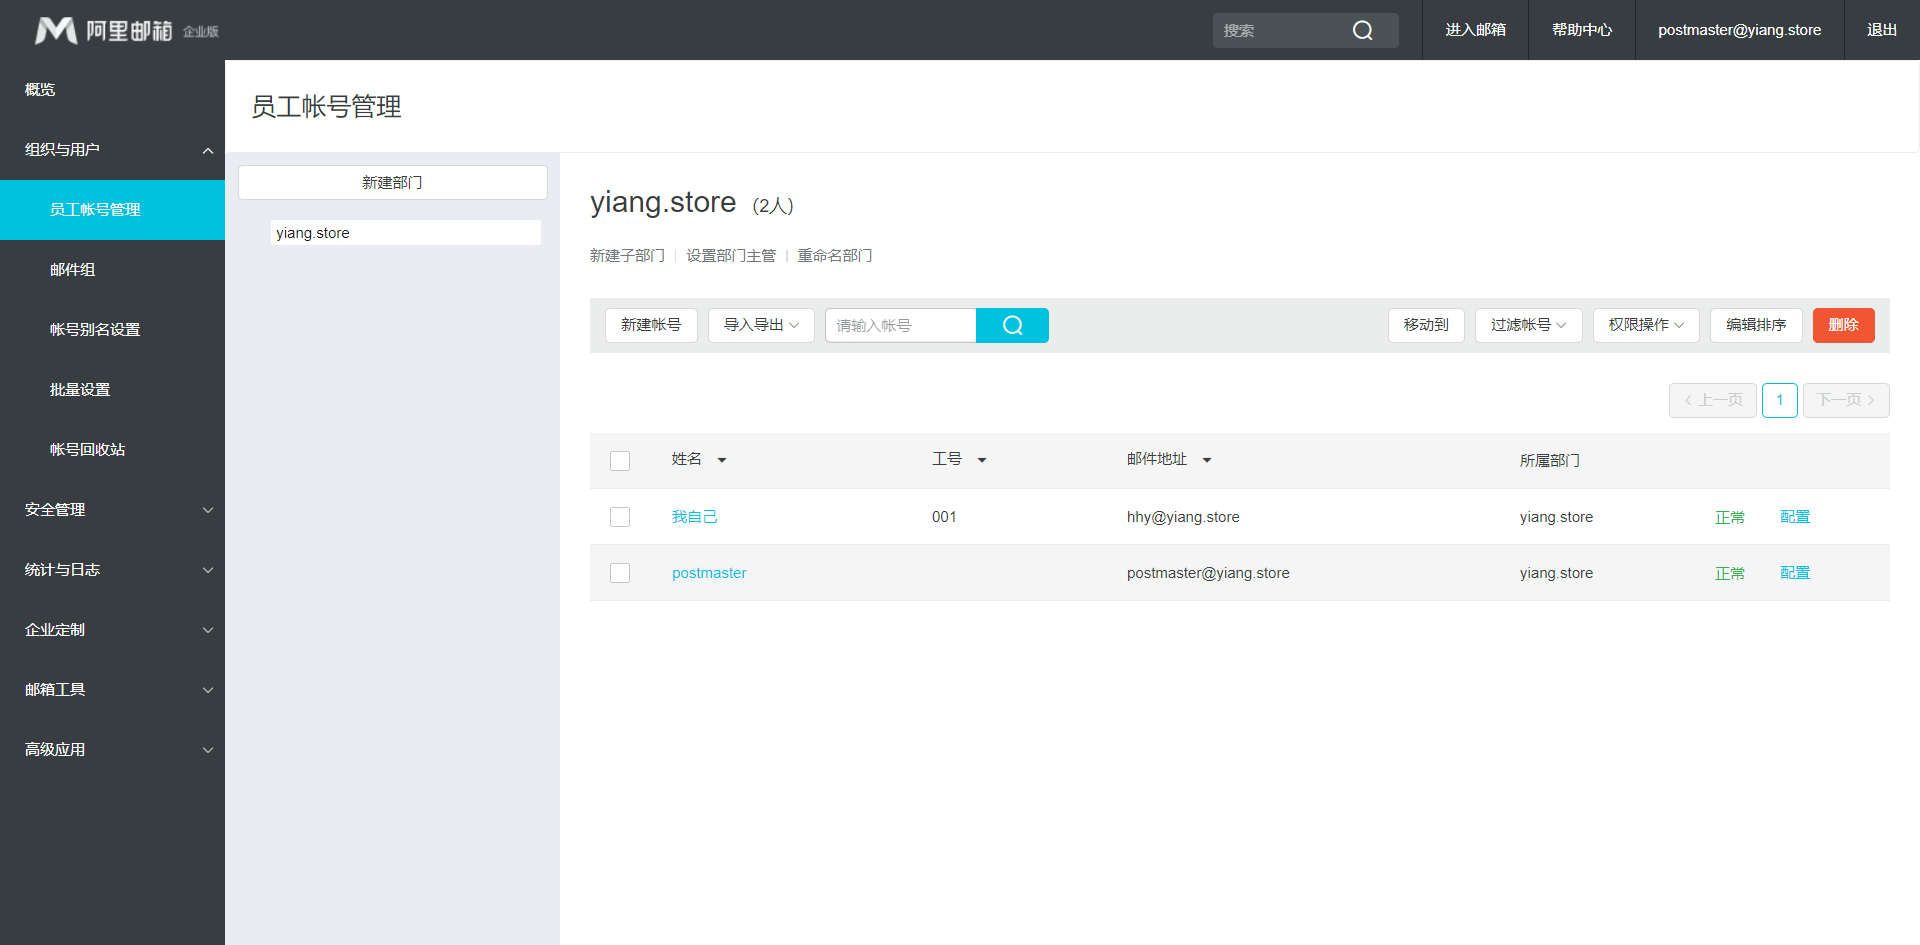 阿里邮箱 企业版
搜索
进入邮箱
帮助中心
postmaster@yiang.store
退出
概览
组织与用户
员工帐号管理
邮件组
帐号别名设置
批量设置
帐号回收站
安全管理
统计与日志
企业定制
邮箱工具
高级应用
员工帐号管理
新建部门
yiang.store
yiang.store (2人)
新建子部门 | 设置部门主管 | 重命名部门
新建帐号 导入导出 请输入帐号 移动到 过滤帐号 权限操作 编辑排序 删除
上一页 1 下一页
姓名 工号 邮件地址 所属部门
我自己 001 hhy@yiang.store yiang.store 正常 配置
postmaster postmaster@yiang.store yiang.store 正常 配置